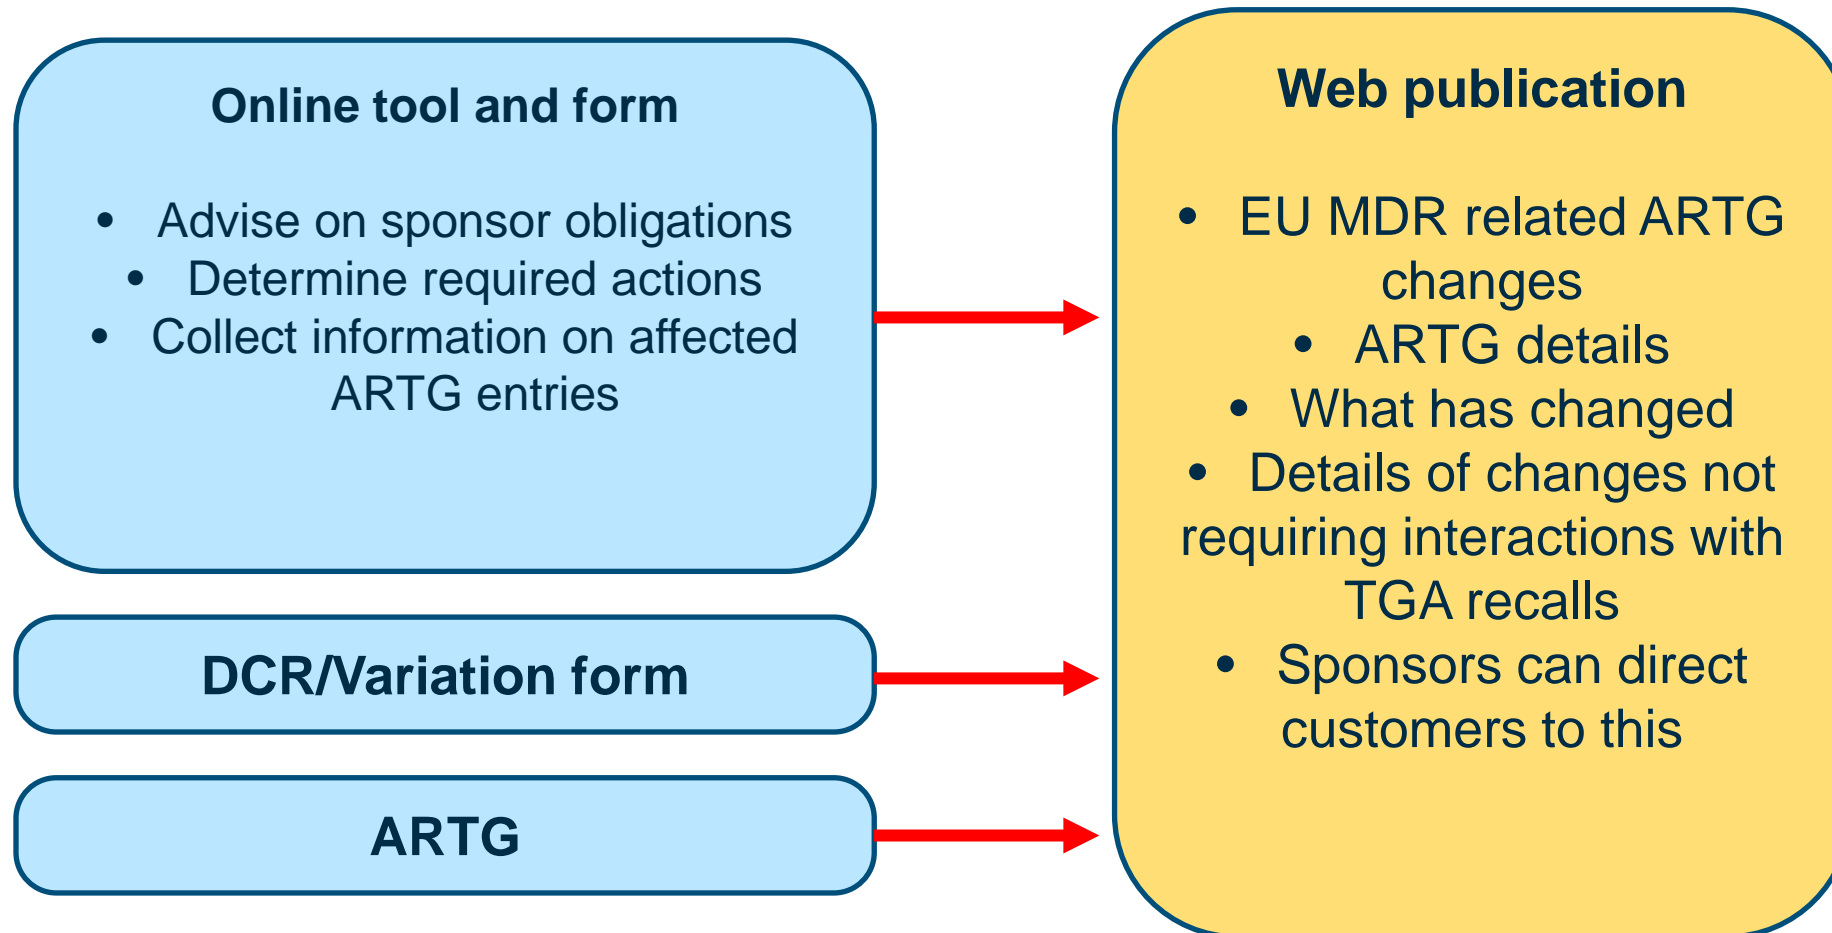 Online tool and form
• Advise on sponsor obligations
• Determine required actions
• Collect information on affected
ARTG entries
DCR/Variation form
ARTG
Web publication
• EU MDR related ARTG
changes
• ARTG details
• What has changed
• Details of changes not
requiring interactions with
TGA recalls
• Sponsors can direct
customers to this